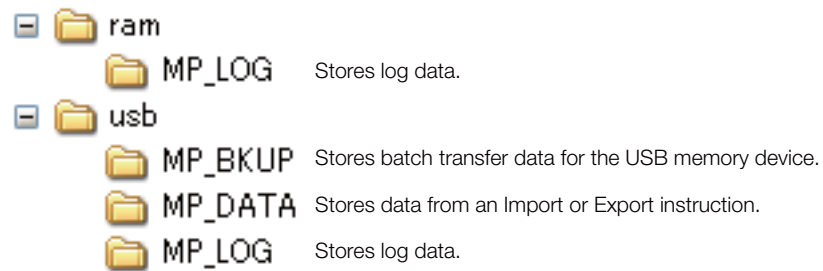 ram
MP_LOG Stores log data.
usb
MP_BKUP Stores batch transfer data for the USB memory device.
MP_DATA Stores data from an Import or Export instruction.
MP_LOG Stores log data.